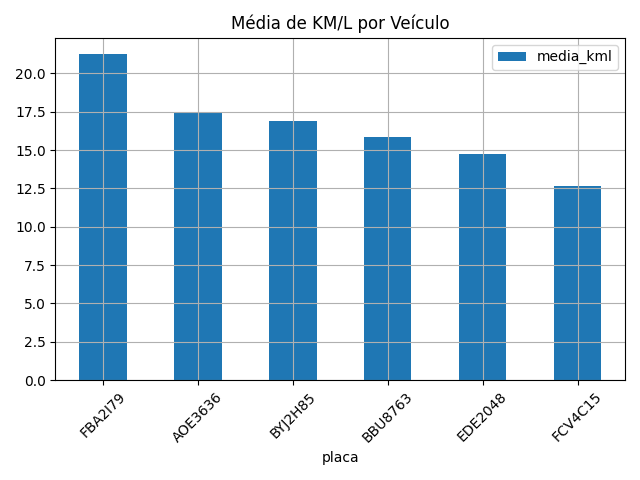 Média de KM/L por Veículo
media_kml
20.0
17.5
15.0
12.5
10.0
7.5
5.0
2.5
0.0
FBA2I79
AOE3636
BYJ2H85
BBU8763
EDE2048
FCV4C15
placa